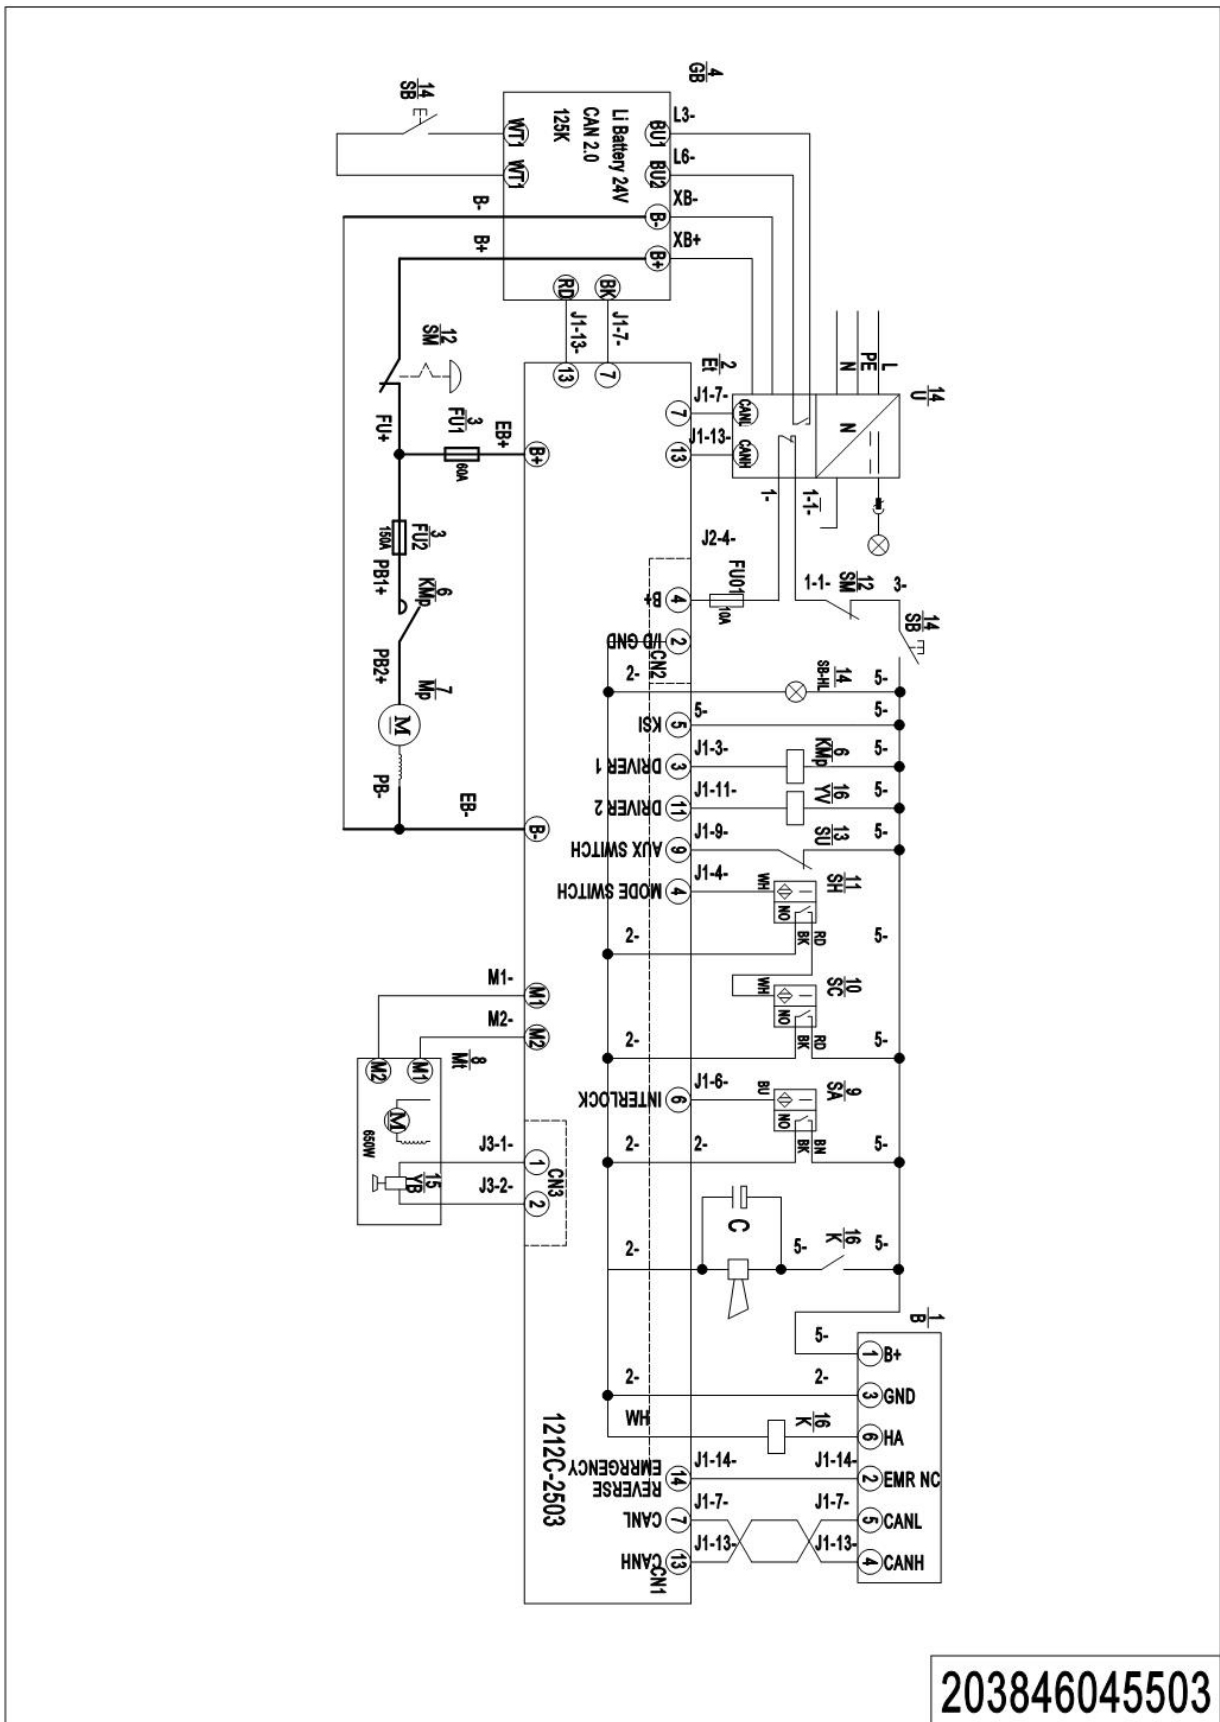 4
GB
14
SB
L3-
WT1
BU1
Li Battery 24V
CAN 2.0
125K
L6-
WT1
BU2
XB-
B-
B-
XB+
B+
B+
RD
BK
J1-13-
J1-7-
12
SM
13
7
2
Et
L
PE
N
14
U
J1-7-
7
CANL
N
3
FU1
FU+
EB+
B+
60A
J1-13-
13
CANH
1-
1-1-
3
FU2
150A
J2-4-
PB1+
6
KMp
FU01
10A
4
B+
1-1-
12
SM
3-
14
SB
2
I/D GND
CN2
PB2+
7
Mp
2-
14
SB-HL
5-
M
5-
5
KSI
5-
PB-
J1-3-
3
DRIVER 1
6
KMp
5-
EB-
J1-11-
11
DRIVER 2
16
YV
5-
B-
J1-9-
9
AUX SWITCH
13
SU
5-
J1-4-
4
MODE SWITCH
WH
11
SH
NO
2-
BK
RD
5-
M1-
M1
WH
10
SC
NO
M2-
M2
2-
BK
RD
5-
8
Mt
M2
M1
J1-6-
6
INTERLOCK
BU
9
SA
NO
M
650W
J3-1-
1
CN3
2-
2-
BK
BN
5-
15
YB
J3-2-
2
C
2-
5-
16
K
5-
1
B
5-
1
B+
2-
2-
3
GND
WH
16
K
6
HA
1212C-2503
REVERSE
EMRRGENCY
14
J1-14-
J1-14-
2
EMR NC
CANL
7
J1-7-
J1-7-
5
CANL
CANH
13
J1-13-
J1-13-
4
CANH
CN1
203846045503